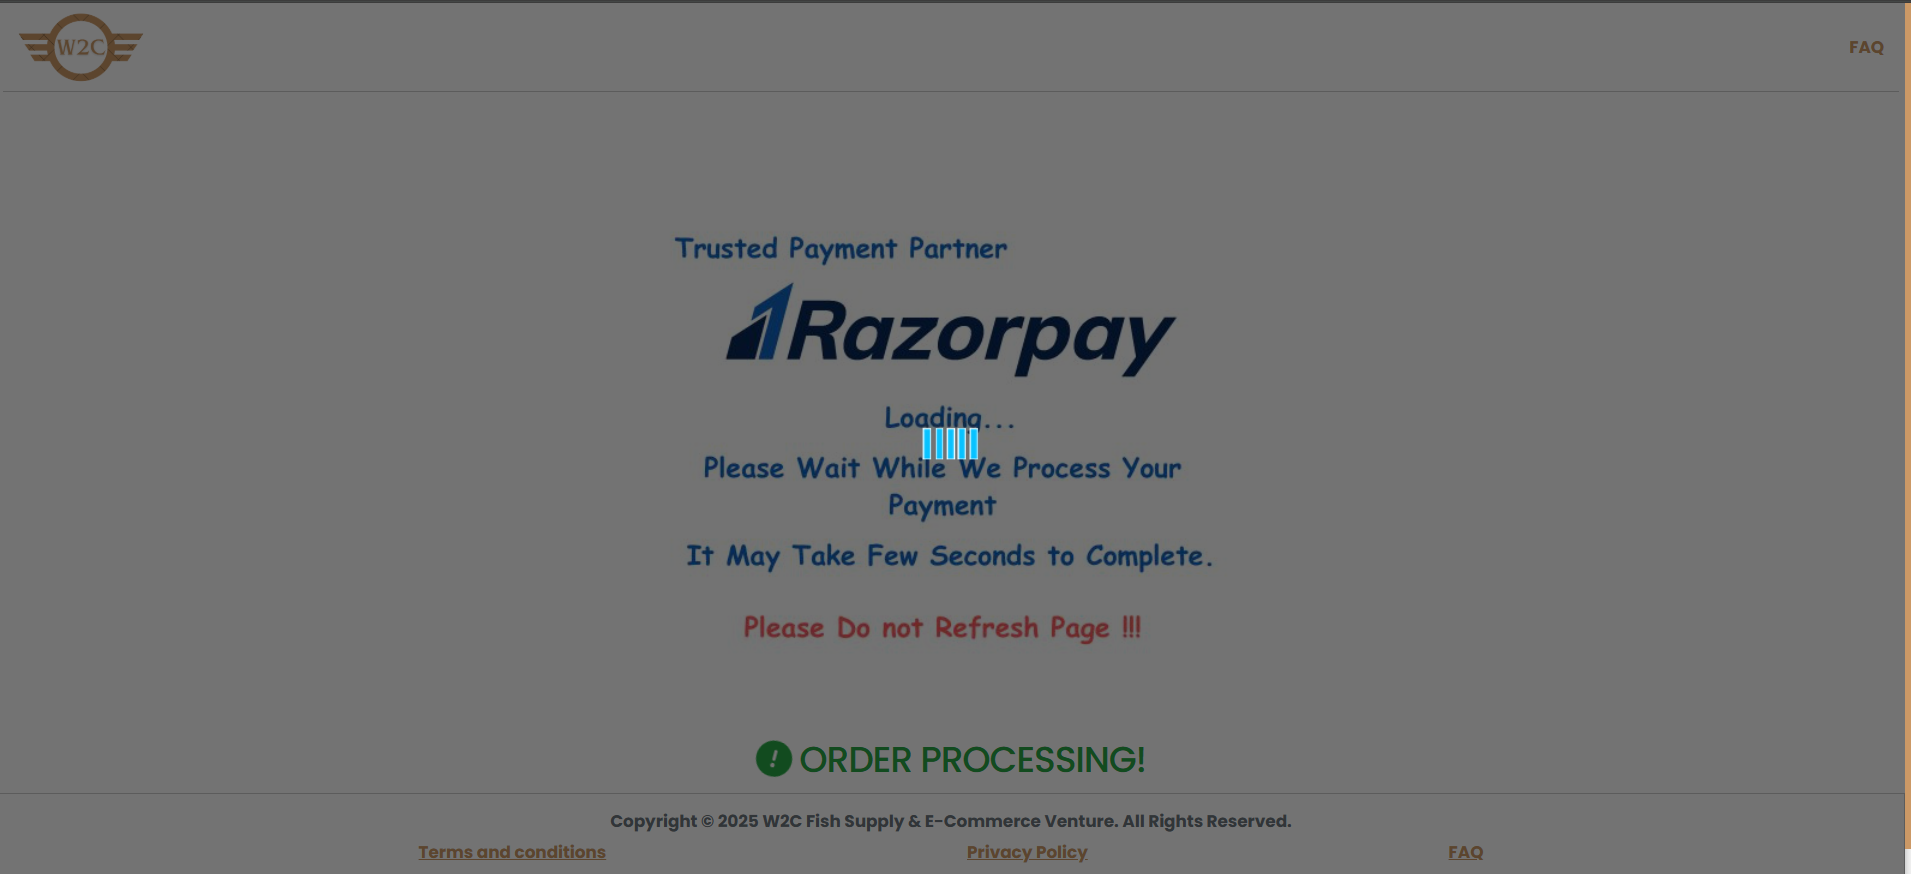 W2C
FAQ
Trusted Payment Partner
Razorpay
Loading...
Please Wait While We Process Your
Payment
It May Take Few Seconds to Complete.
Please Do not Refresh Page !!!
! ORDER PROCESSING!
Copyright © 2025 W2C Fish Supply & E-Commerce Venture. All Rights Reserved.
Terms and conditions Privacy Policy FAQ